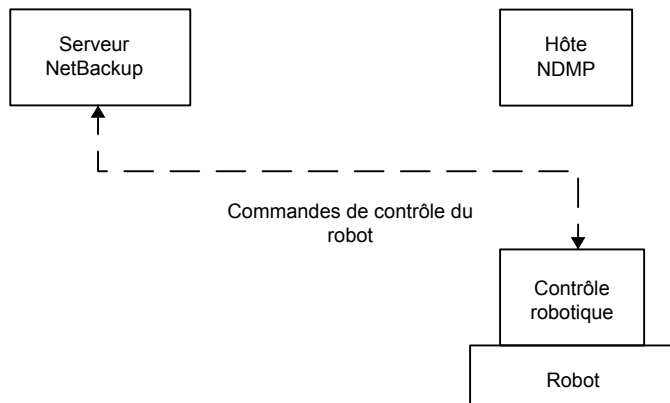 Serveur
NetBackup
Hôte
NDMP
Commandes de contrôle du
robot
Contrôle
robotique
Robot